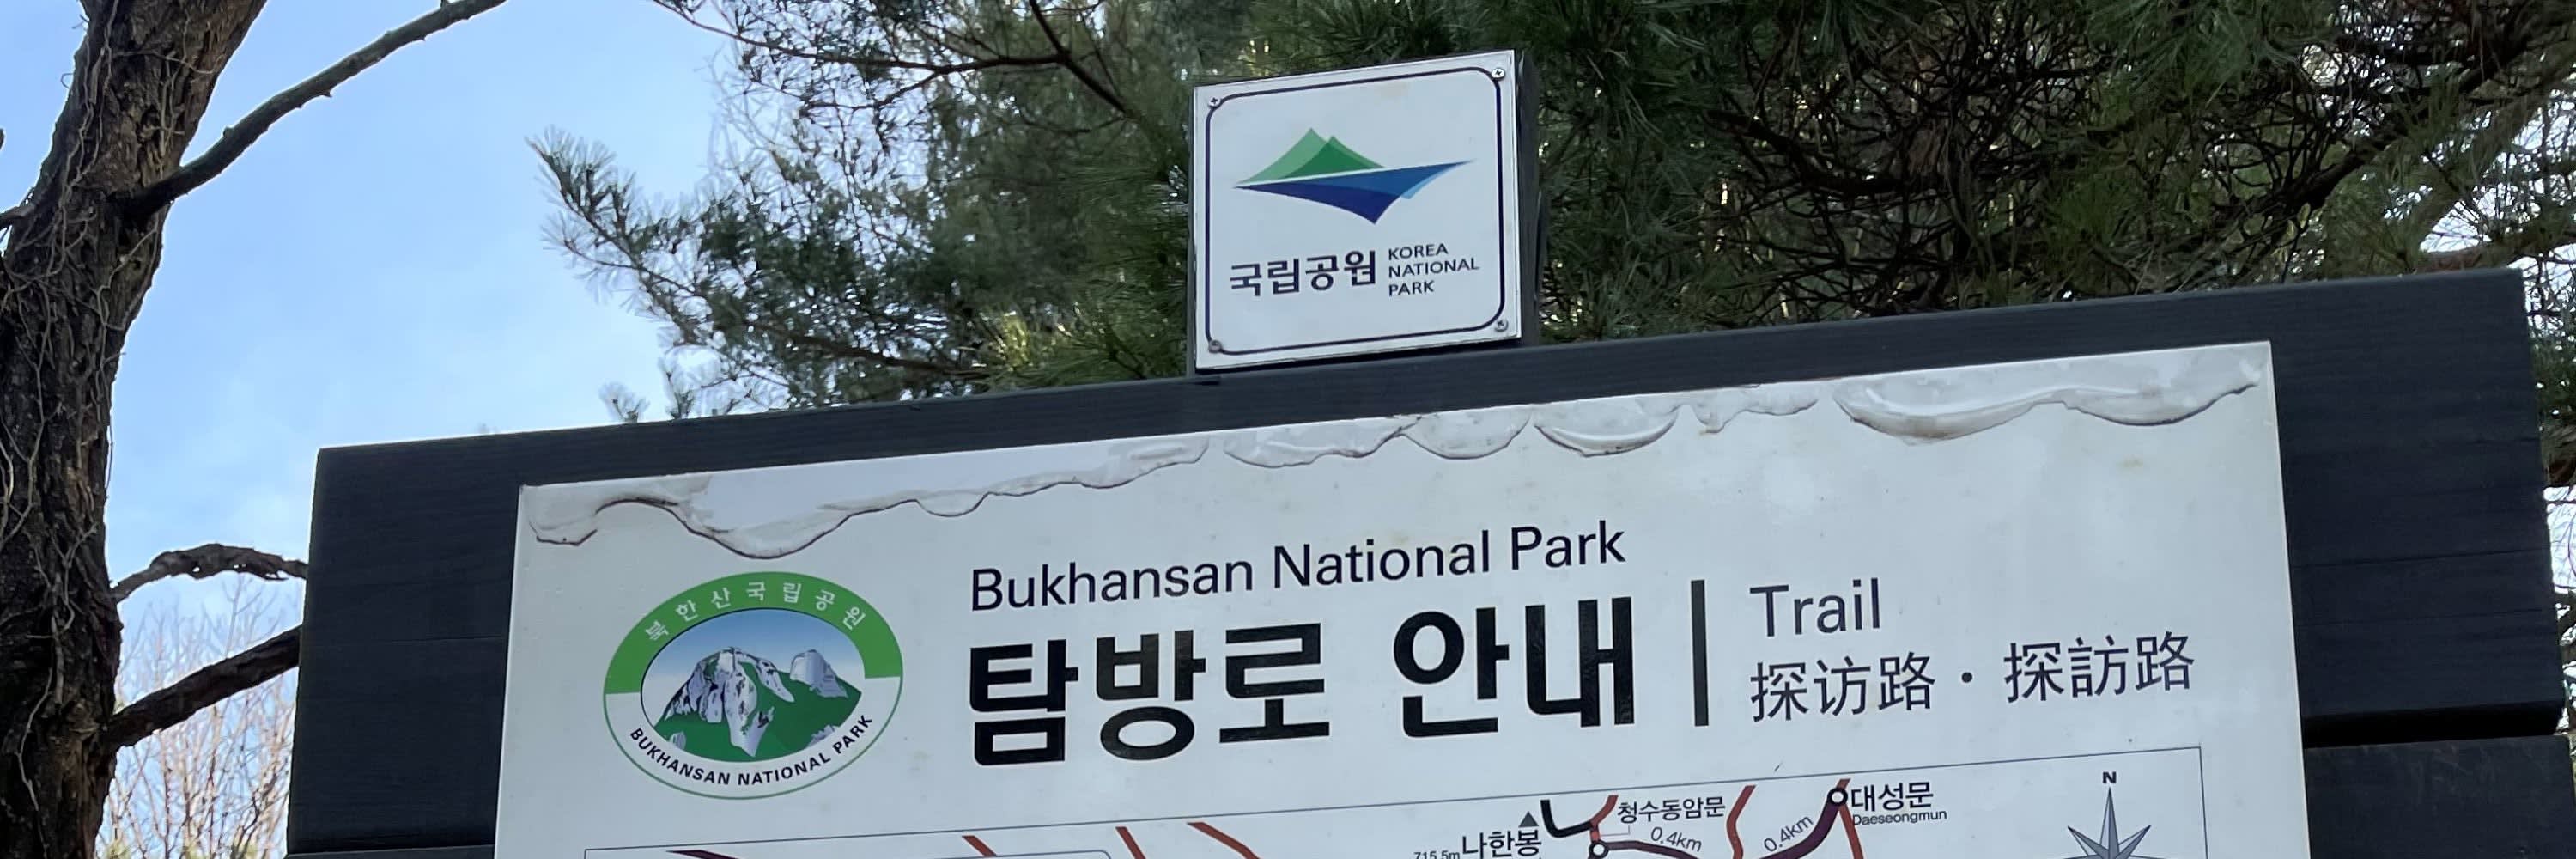 국립공원
KOREA
NATIONAL
PARK
북한산국립공원
BUKHANSAN NATIONAL PARK
Bukhansan National Park
탐방로 안내
Trail
探访路 · 探訪路
N
대성문
Daeseongmun
청수동암문
0.4km
0.4km
나한봉
715.5m